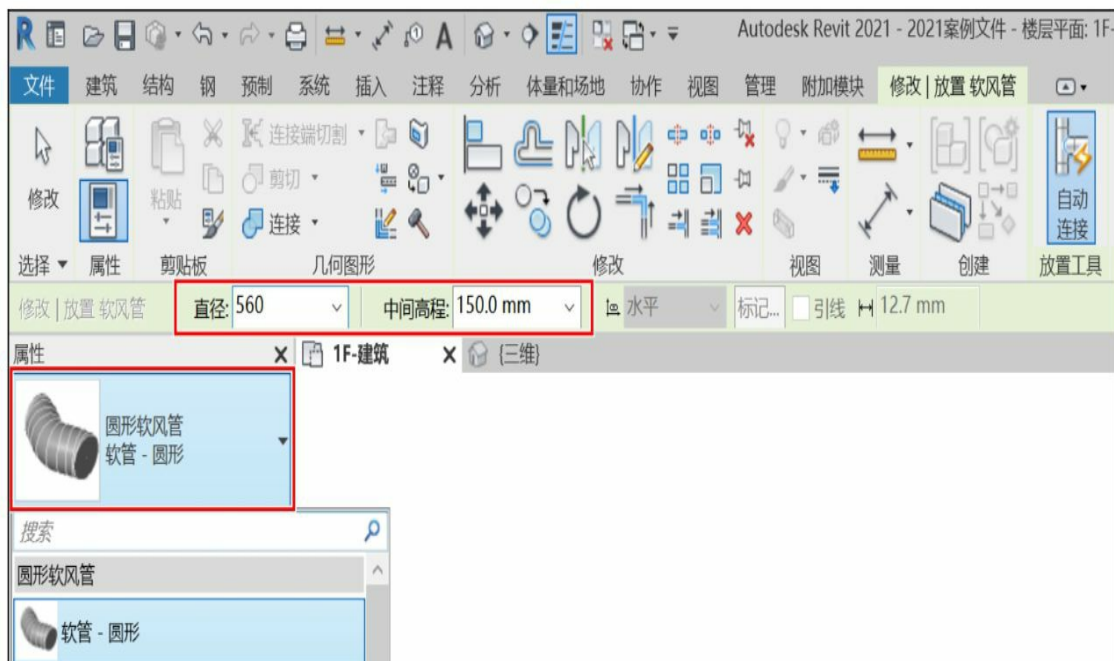 Autodesk Revit 2021 - 2021案例文件 - 楼层平面: 1F-
文件 建筑 结构 钢 预制 系统 插入 注释 分析 体量和场地 协作 视图 管理 附加模块 修改 | 放置 软风管
修改 粘贴 连接端切割 剪切 连接 自动连接
选择 属性 剪贴板 几何图形 修改 视图 测量 创建 放置工具
修改 | 放置 软风管 直径: 560 中间高程: 150.0 mm 水平 标记... 引线 12.7 mm
属性 1F-建筑 {三维}
圆形软风管
软管 - 圆形
搜索
圆形软风管
软管 - 圆形